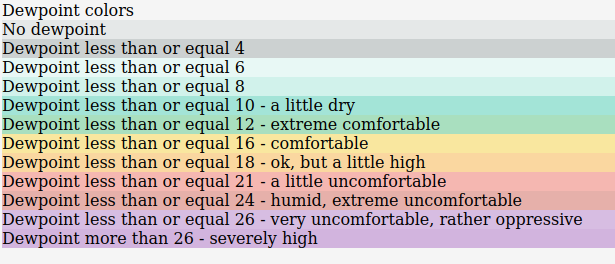 Dewpoint colors
No dewpoint
Dewpoint less than or equal 4
Dewpoint less than or equal 6
Dewpoint less than or equal 8
Dewpoint less than or equal 10 - a little dry
Dewpoint less than or equal 12 - extreme comfortable
Dewpoint less than or equal 16 - comfortable
Dewpoint less than or equal 18 - ok, but a little high
Dewpoint less than or equal 21 - a little uncomfortable
Dewpoint less than or equal 24 - humid, extreme uncomfortable
Dewpoint less than or equal 26 - very uncomfortable, rather oppressive
Dewpoint more than 26 - severely high